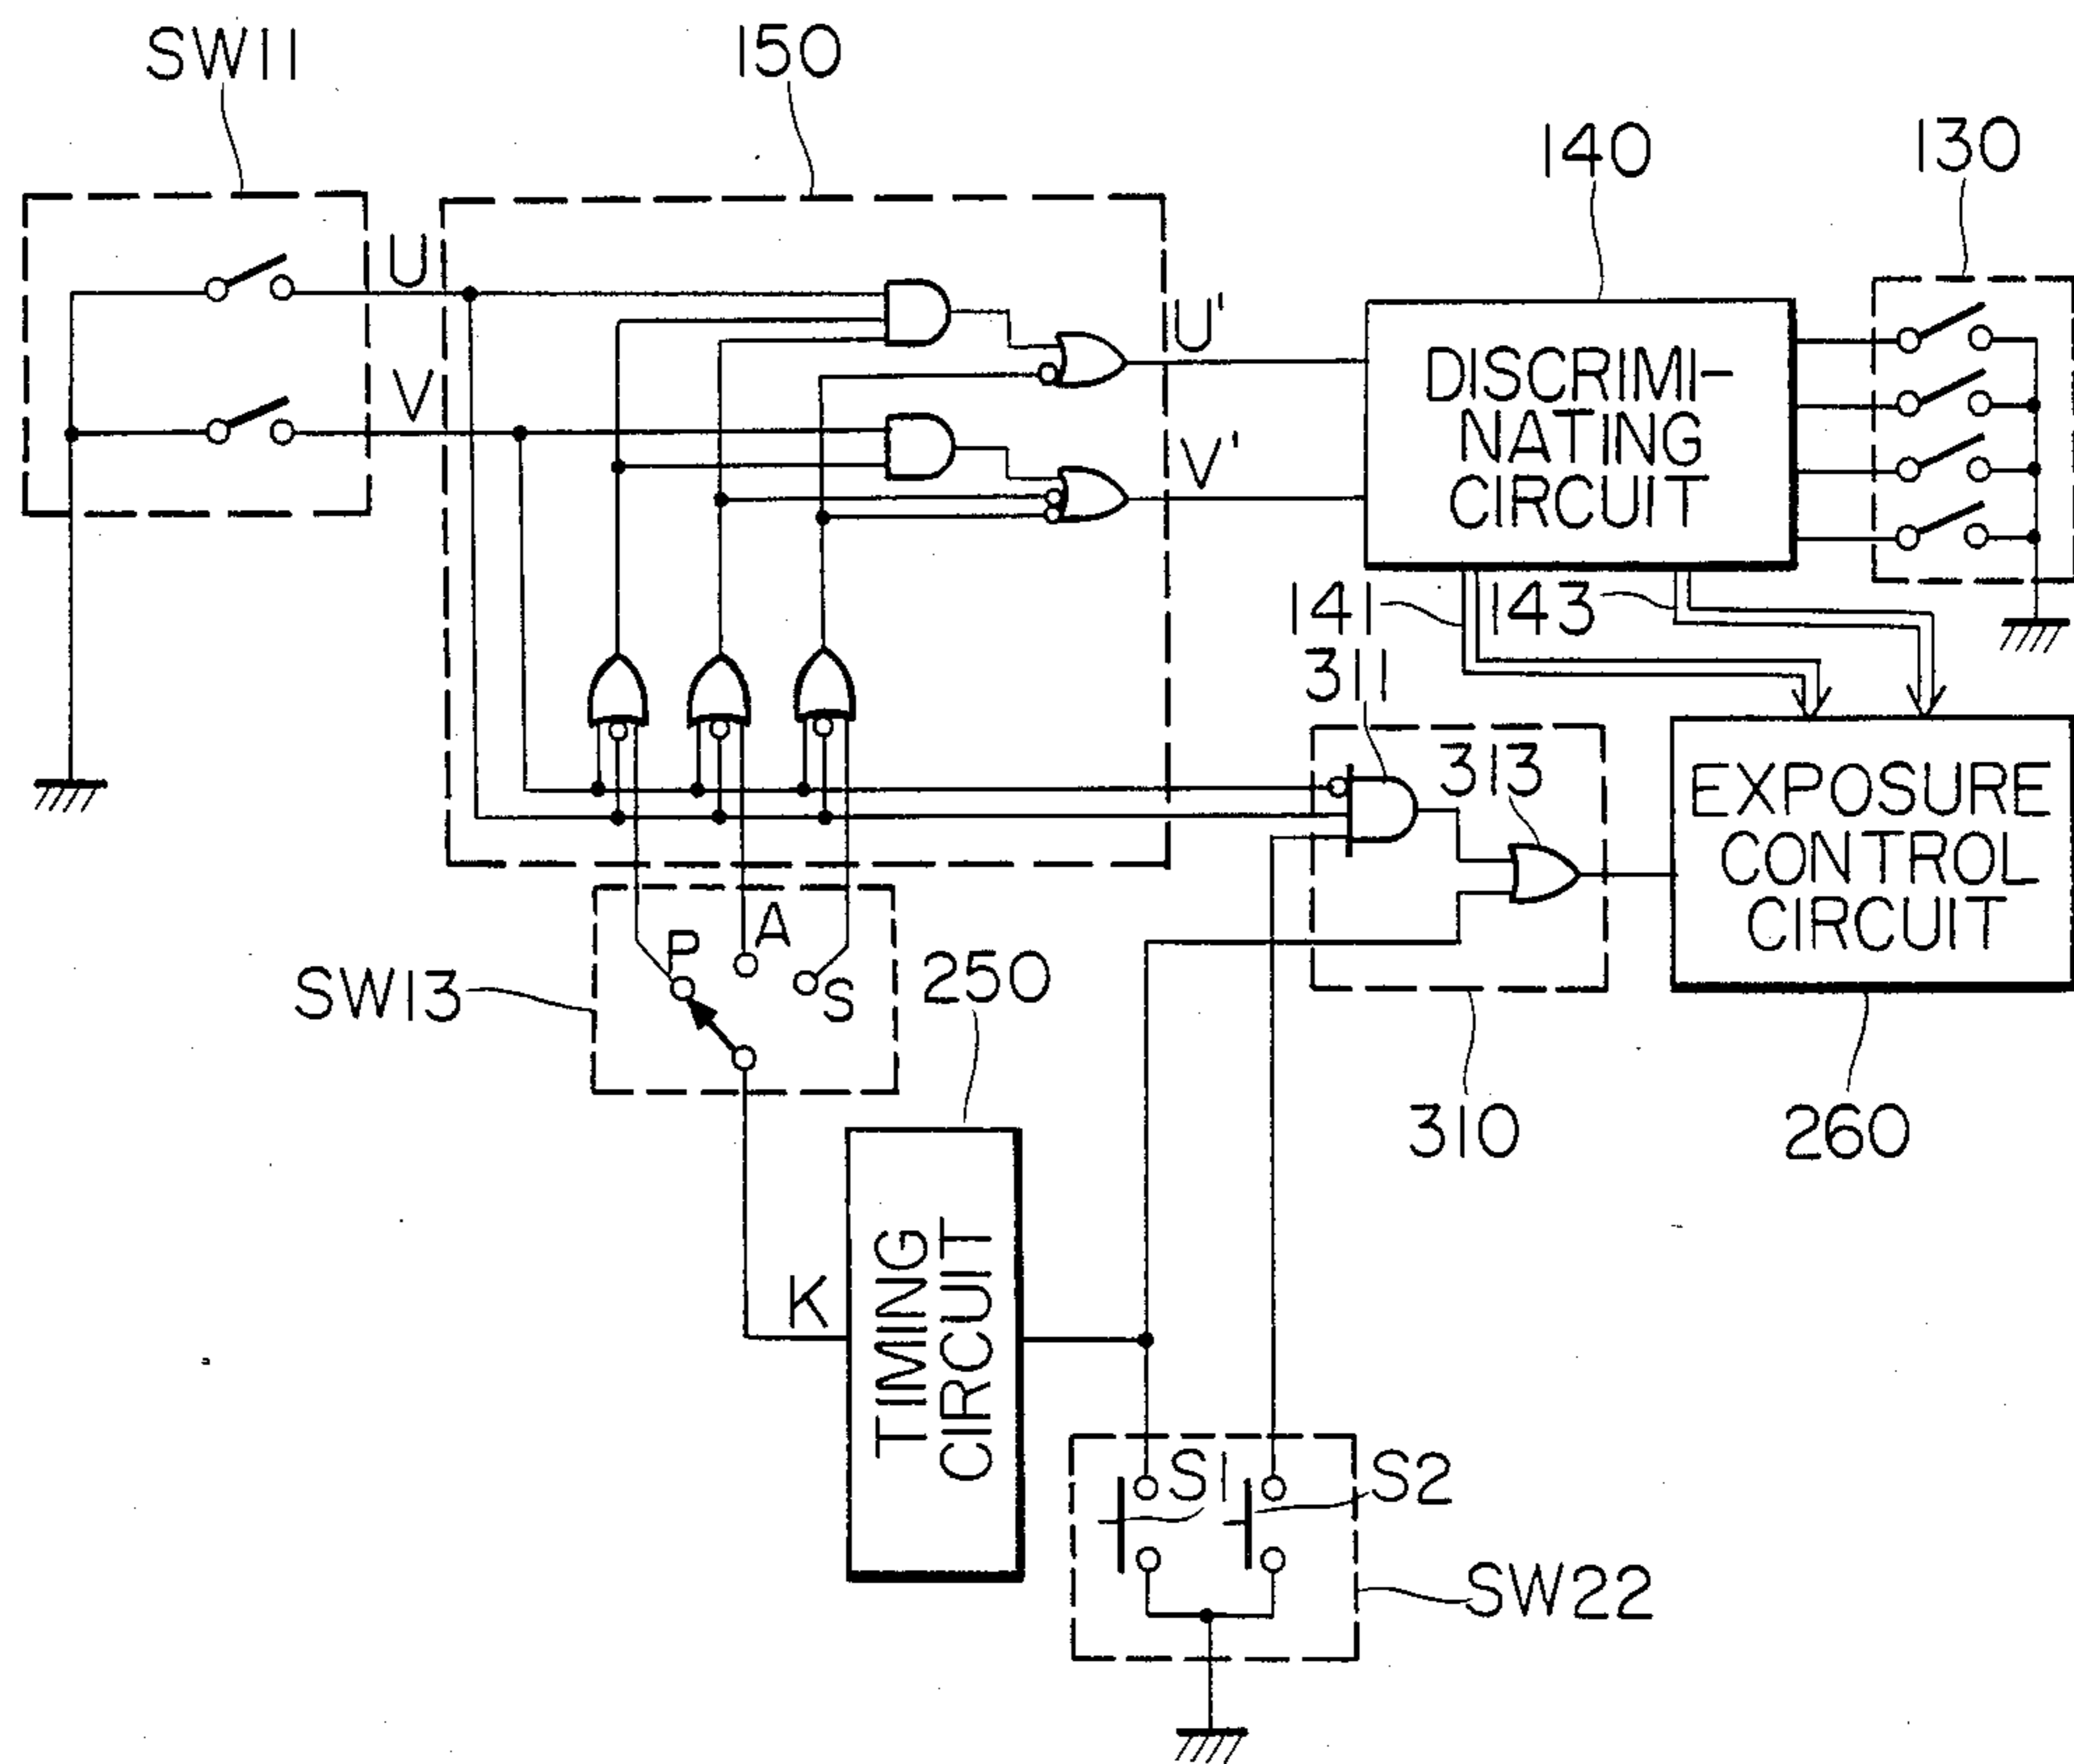 SW11
150
140
130
U
U'
V
V'
DISCRIMI-
NATING
CIRCUIT
141
143
311
313
EXPOSURE
CONTROL
CIRCUIT
P
A
S
SW13
250
310
260
K
TIMING
CIRCUIT
S1
S2
SW22